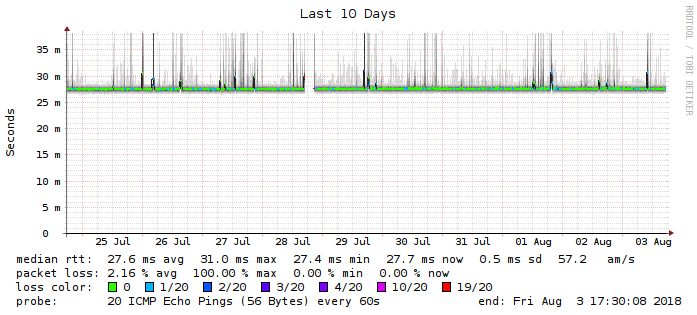 Last 10 Days
RRDTOOL / TOBI OETIKER
Seconds
35 m
30 m
25 m
20 m
15 m
10 m
5 m
0
25 Jul 26 Jul 27 Jul 28 Jul 29 Jul 30 Jul 31 Jul 01 Aug 02 Aug 03 Aug
median rtt: 27.6 ms avg 31.0 ms max 27.4 ms min 27.7 ms now 0.5 ms sd 57.2 am/s
packet loss: 2.16 % avg 100.00 % max 0.00 % min 0.00 % now
loss color: 0 1/20 2/20 3/20 4/20 10/20 19/20
probe: 20 ICMP Echo Pings (56 Bytes) every 60s end: Fri Aug 3 17:30:08 2018